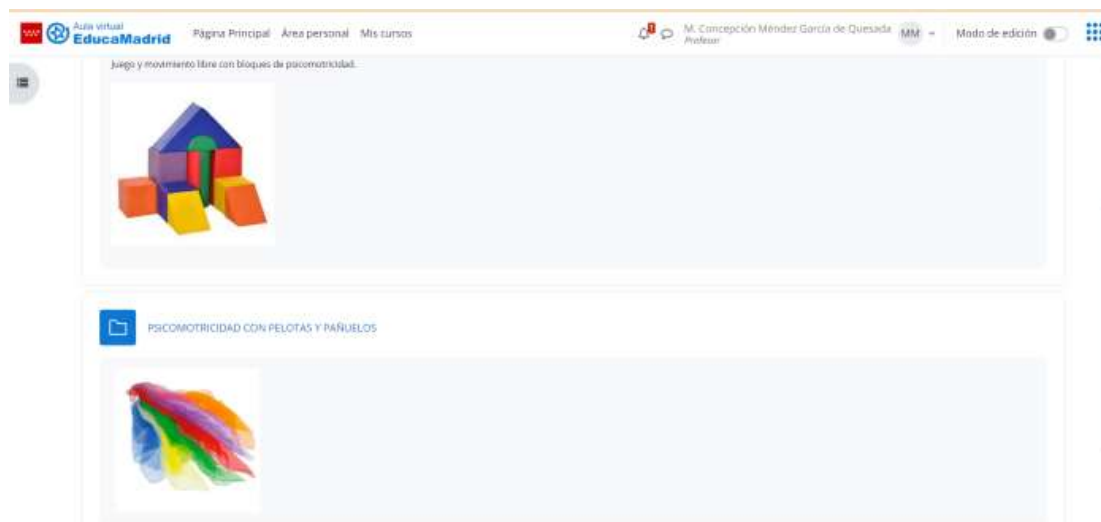 Aula virtual
EducaMadrid
Página Principal Área personal Mis cursos
1
M. Concepción Méndez García de Quesada
Profesor
MM
Modo de edición
Juego y movimiento libre con bloques de psicomotricidad.
PSICOMOTRICIDAD CON PELOTAS Y PAÑUELOS